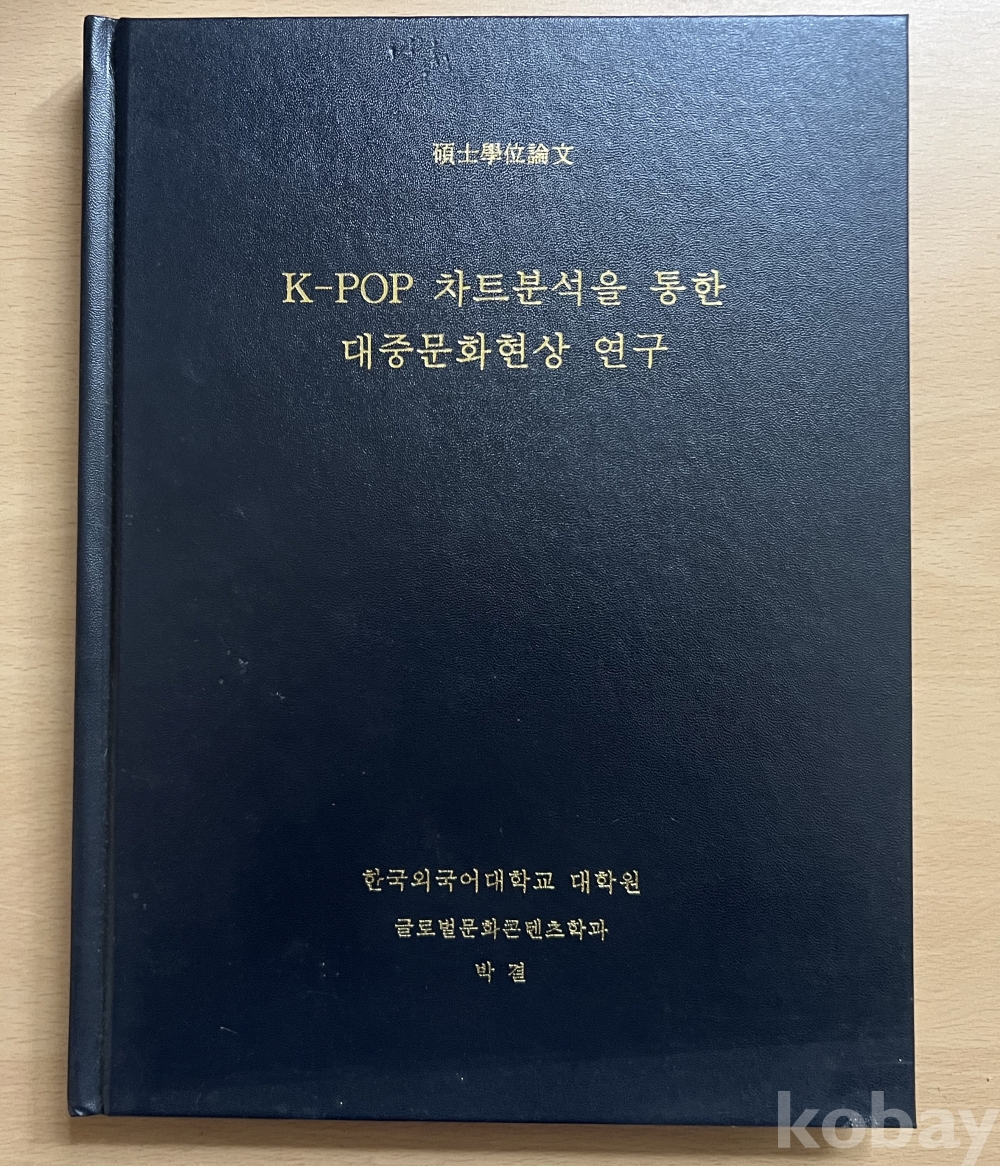 碩士學位論文
K-POP 차트분석을 통한
대중문화현상 연구
한국외국어대학교 대학원
글로벌문화콘텐츠학과
박 결
kobay